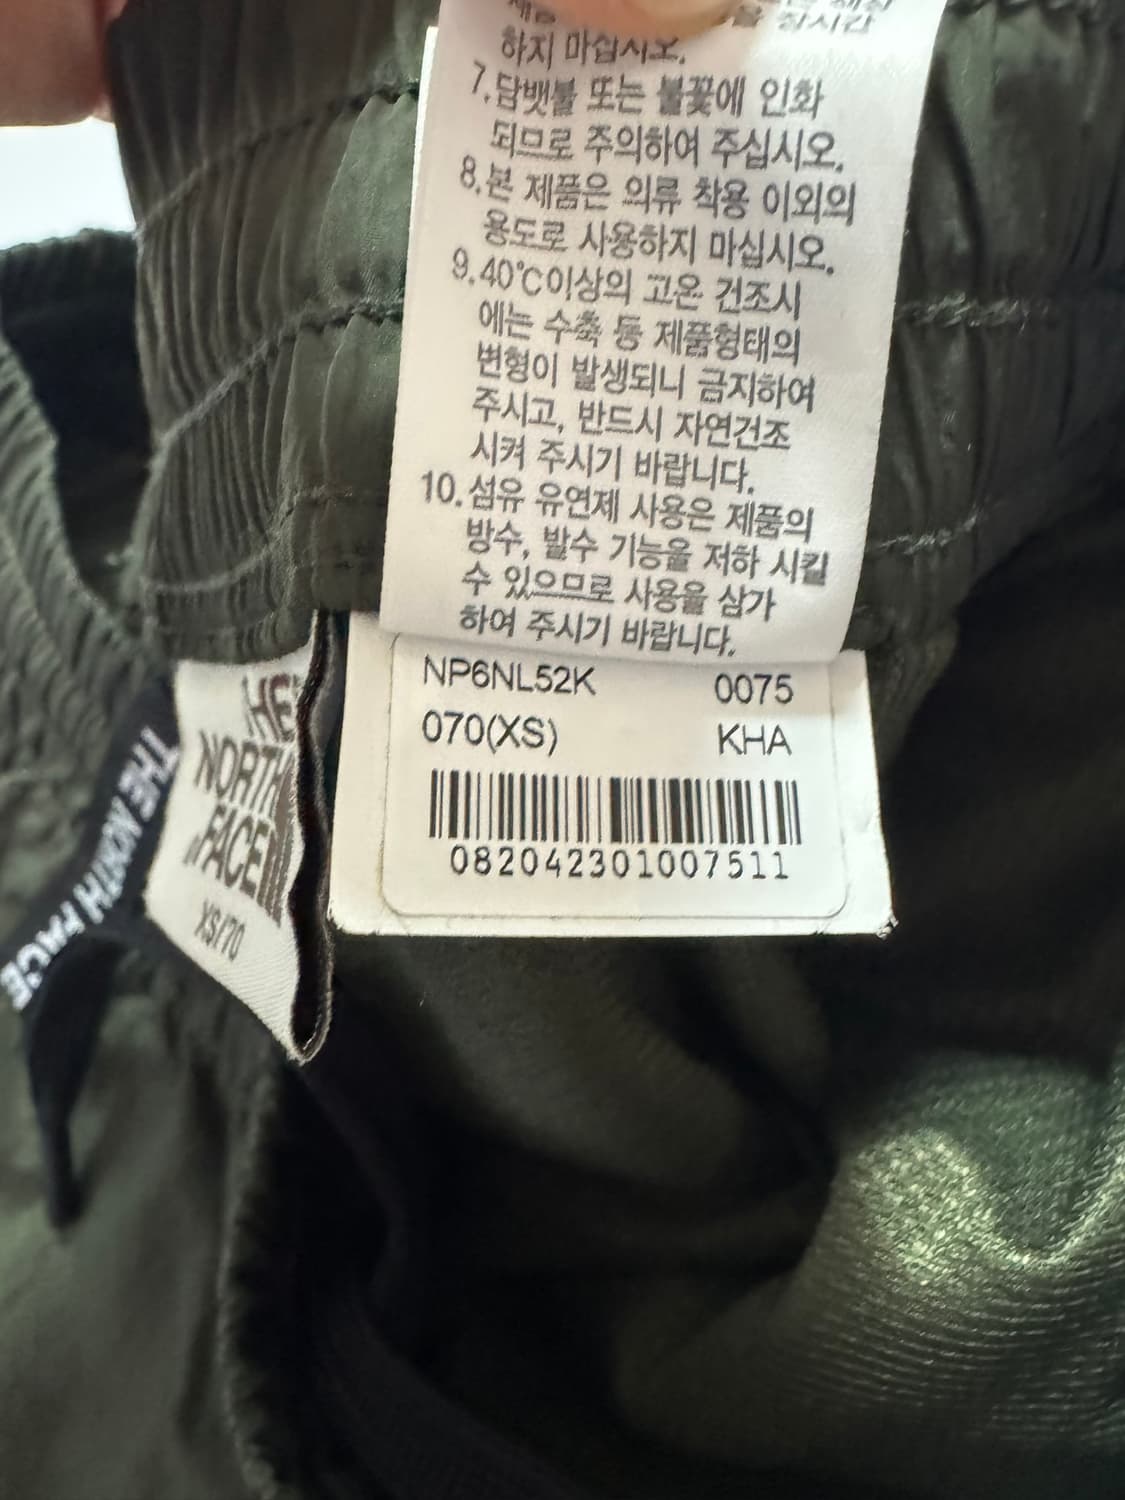 하지 마십시오.
7.담뱃불 또는 불꽃에 인화
되므로 주의하여 주십시오.
8.본 제품은 의류 착용 이외의
용도로 사용하지 마십시오.
9.40℃이상의 고온 건조시
에는 수축 등 제품형태의
변형이 발생되니 금지하여
주시고, 반드시 자연건조
시켜 주시기 바랍니다.
10.섬유 유연제 사용은 제품의
방수, 발수 기능을 저하 시킬
수 있으므로 사용을 삼가
하여 주시기 바랍니다.
NP6NL52K 0075
070(XS) KHA
082042301007511
THE
NORTH
FACE
XS/70
THE NORTH FACE